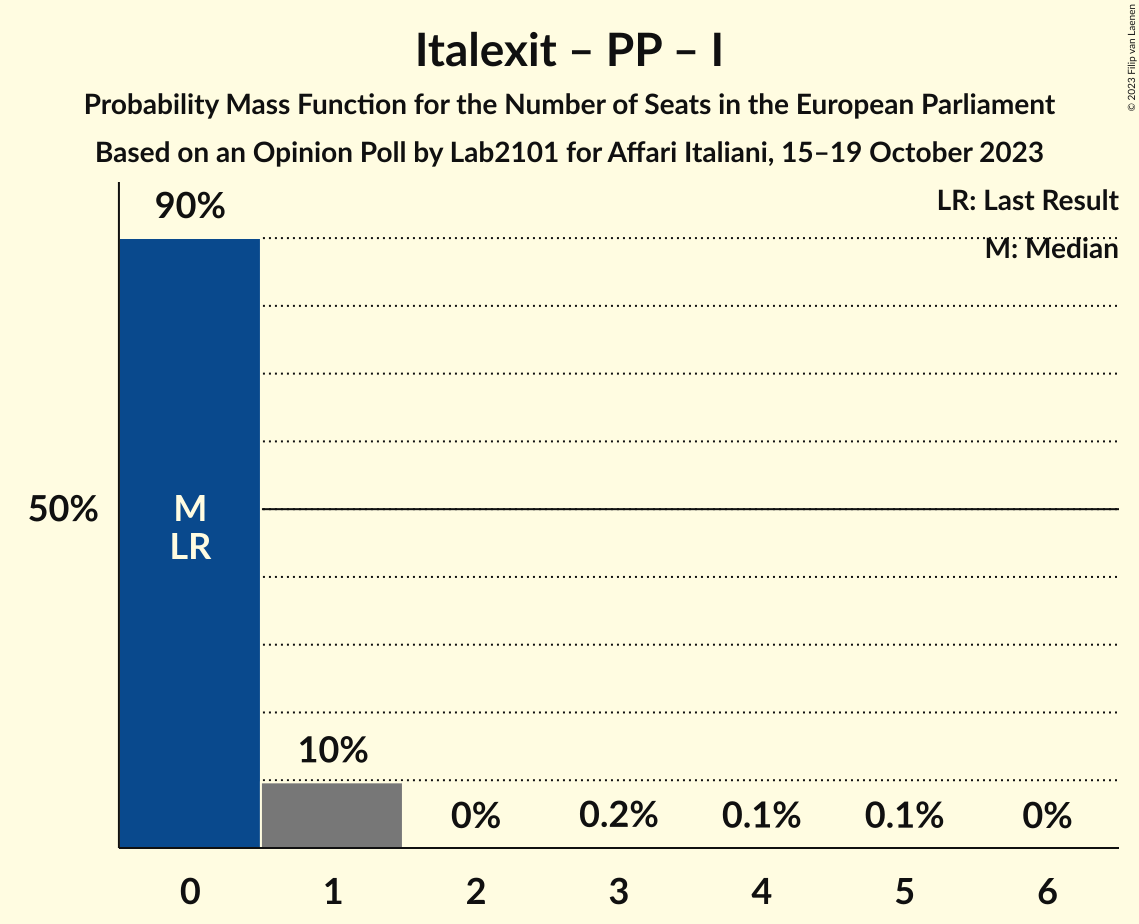 Italexit – PP – I
Probability Mass Function for the Number of Seats in the European Parliament
Based on an Opinion Poll by Lab2101 for Affari Italiani, 15–19 October 2023
© 2023 Filip van Laenen
LR: Last Result
M: Median
90%
50%
M
LR
10%
0%
0.2%
0.1%
0.1%
0%
0
1
2
3
4
5
6